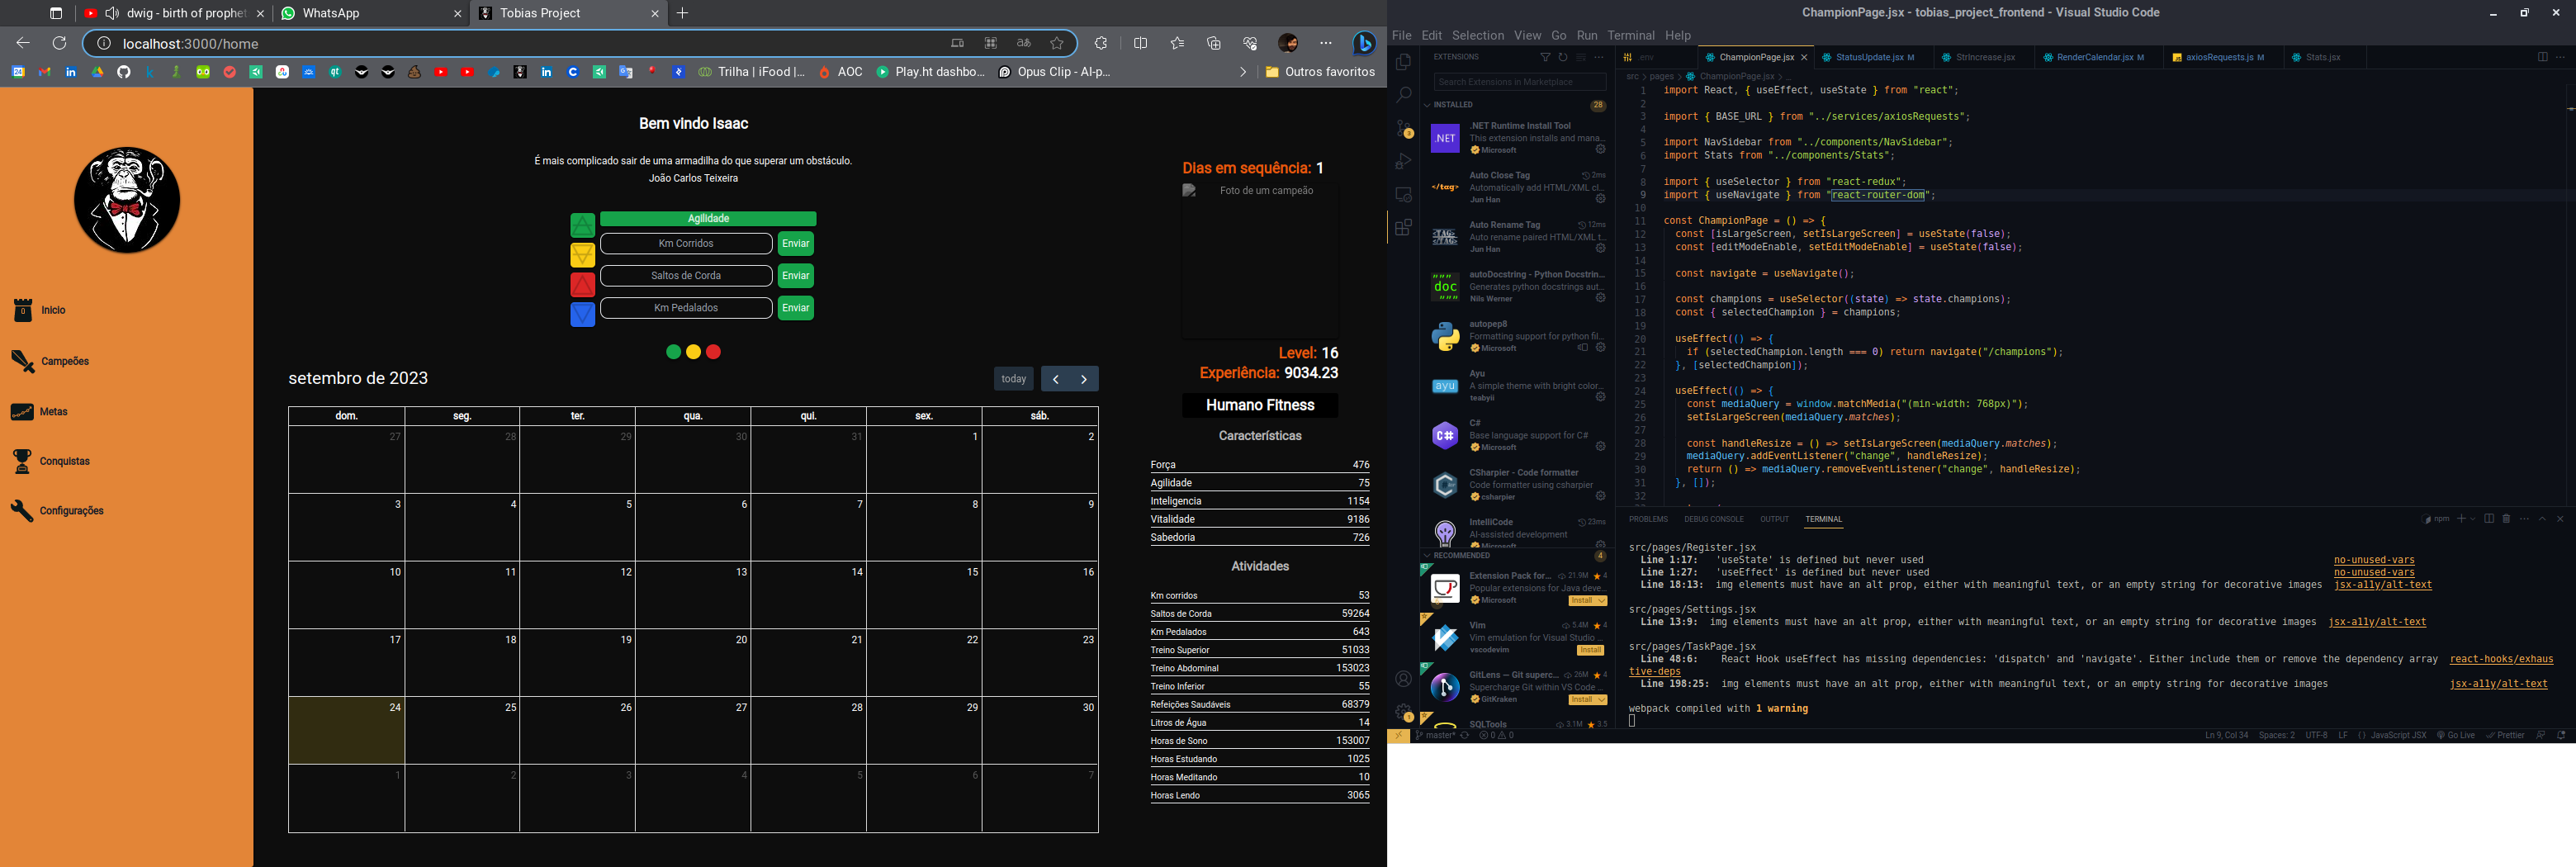 dwig - birth of prophet
WhatsApp
Tobias Project
localhost:3000/home
Trilha | iFood |...
AOC
Play.ht dashbo...
Opus Clip - AI-p...
Outros favoritos
Inicio
Campeões
Metas
Conquistas
Configurações
Bem vindo Isaac
É mais complicado sair de uma armadilha do que superar um obstáculo.
João Carlos Teixeira
Agilidade
Km Corridos Enviar
Saltos de Corda Enviar
Km Pedalados Enviar
setembro de 2023
today
dom. seg. ter. qua. qui. sex. sáb.
27 28 29 30 31 1 2
3 4 5 6 7 8 9
10 11 12 13 14 15 16
17 18 19 20 21 22 23
24 25 26 27 28 29 30
1 2 3 4 5 6 7
Dias em sequência: 1
Foto de um campeão
Level: 16
Experiência: 9034.23
Humano Fitness
Características
Força 476
Agilidade 75
Inteligencia 1154
Vitalidade 9186
Sabedoria 726
Atividades
Km corridos 53
Saltos de Corda 59264
Km Pedalados 643
Treino Superior 51033
Treino Abdominal 153023
Treino Inferior 55
Refeições Saudáveis 68379
Litros de Água 14
Horas de Sono 153007
Horas Estudando 1025
Horas Meditando 10
Horas Lendo 3065
ChampionPage.jsx - tobias_project_frontend - Visual Studio Code
File Edit Selection View Go Run Terminal Help
EXTENSIONS
Search Extensions in Marketplace
INSTALLED 28
.NET Runtime Install Tool
This extension installs and mana...
Microsoft
Auto Close Tag 2ms
Automatically add HTML/XML cl...
Jun Han
Auto Rename Tag 12ms
Auto rename paired HTML/XML t...
Jun Han
autoDocstring - Python Docstrin...
Generates python docstrings aut...
Nils Werner
autopep8
Formatting support for python fil...
Microsoft
Ayu
A simple theme with bright color...
teabyii
C#
Base language support for C#
Microsoft
CSharpier - Code formatter
Code formatter using csharpier
csharpier
IntelliCode 23ms
AI-assisted development
Microsoft
RECOMMENDED 4
Extension Pack for... 21.9M 4
Popular extensions for Java deve...
Microsoft Install
Vim 5.4M 4
Vim emulation for Visual Studio ...
vscodevim Install
GitLens — Git superc... 26M 4
Supercharge Git within VS Code ...
GitKraken Install
SQLTools 3.1M 3.5
.env
ChampionPage.jsx
StatusUpdate.jsx M
StrIncrease.jsx
RenderCalendar.jsx M
axiosRequests.js M
Stats.jsx
src > pages > ChampionPage.jsx > ...
1 import React, { useEffect, useState } from "react";
2
3 import { BASE_URL } from "../services/axiosRequests";
4
5 import NavSidebar from "../components/NavSidebar";
6 import Stats from "../components/Stats";
7
8 import { useSelector } from "react-redux";
9 import { useNavigate } from "react-router-dom";
10
11 const ChampionPage = () => {
12 const [isLargeScreen, setIsLargeScreen] = useState(false);
13 const [editModeEnable, setEditModeEnable] = useState(false);
14
15 const navigate = useNavigate();
16
17 const champions = useSelector((state) => state.champions);
18 const { selectedChampion } = champions;
19
20 useEffect(() => {
21 if (selectedChampion.length === 0) return navigate("/champions");
22 }, [selectedChampion]);
23
24 useEffect(() => {
25 const mediaQuery = window.matchMedia("(min-width: 768px)");
26 setIsLargeScreen(mediaQuery.matches);
27
28 const handleResize = () => setIsLargeScreen(mediaQuery.matches);
29 mediaQuery.addEventListener("change", handleResize);
30 return () => mediaQuery.removeEventListener("change", handleResize);
31 }, []);
32
PROBLEMS DEBUG CONSOLE OUTPUT TERMINAL
npm
src/pages/Register.jsx
Line 1:17: 'useState' is defined but never used no-unused-vars
Line 1:27: 'useEffect' is defined but never used no-unused-vars
Line 18:13: img elements must have an alt prop, either with meaningful text, or an empty string for decorative images jsx-a11y/alt-text
src/pages/Settings.jsx
Line 13:9: img elements must have an alt prop, either with meaningful text, or an empty string for decorative images jsx-a11y/alt-text
src/pages/TaskPage.jsx
Line 48:6: React Hook useEffect has missing dependencies: 'dispatch' and 'navigate'. Either include them or remove the dependency array react-hooks/exhaus
tive-deps
Line 198:25: img elements must have an alt prop, either with meaningful text, or an empty string for decorative images jsx-a11y/alt-text
webpack compiled with 1 warning
master*
0 0
Ln 9, Col 34 Spaces: 2 UTF-8 LF {} JavaScript JSX Go Live Prettier